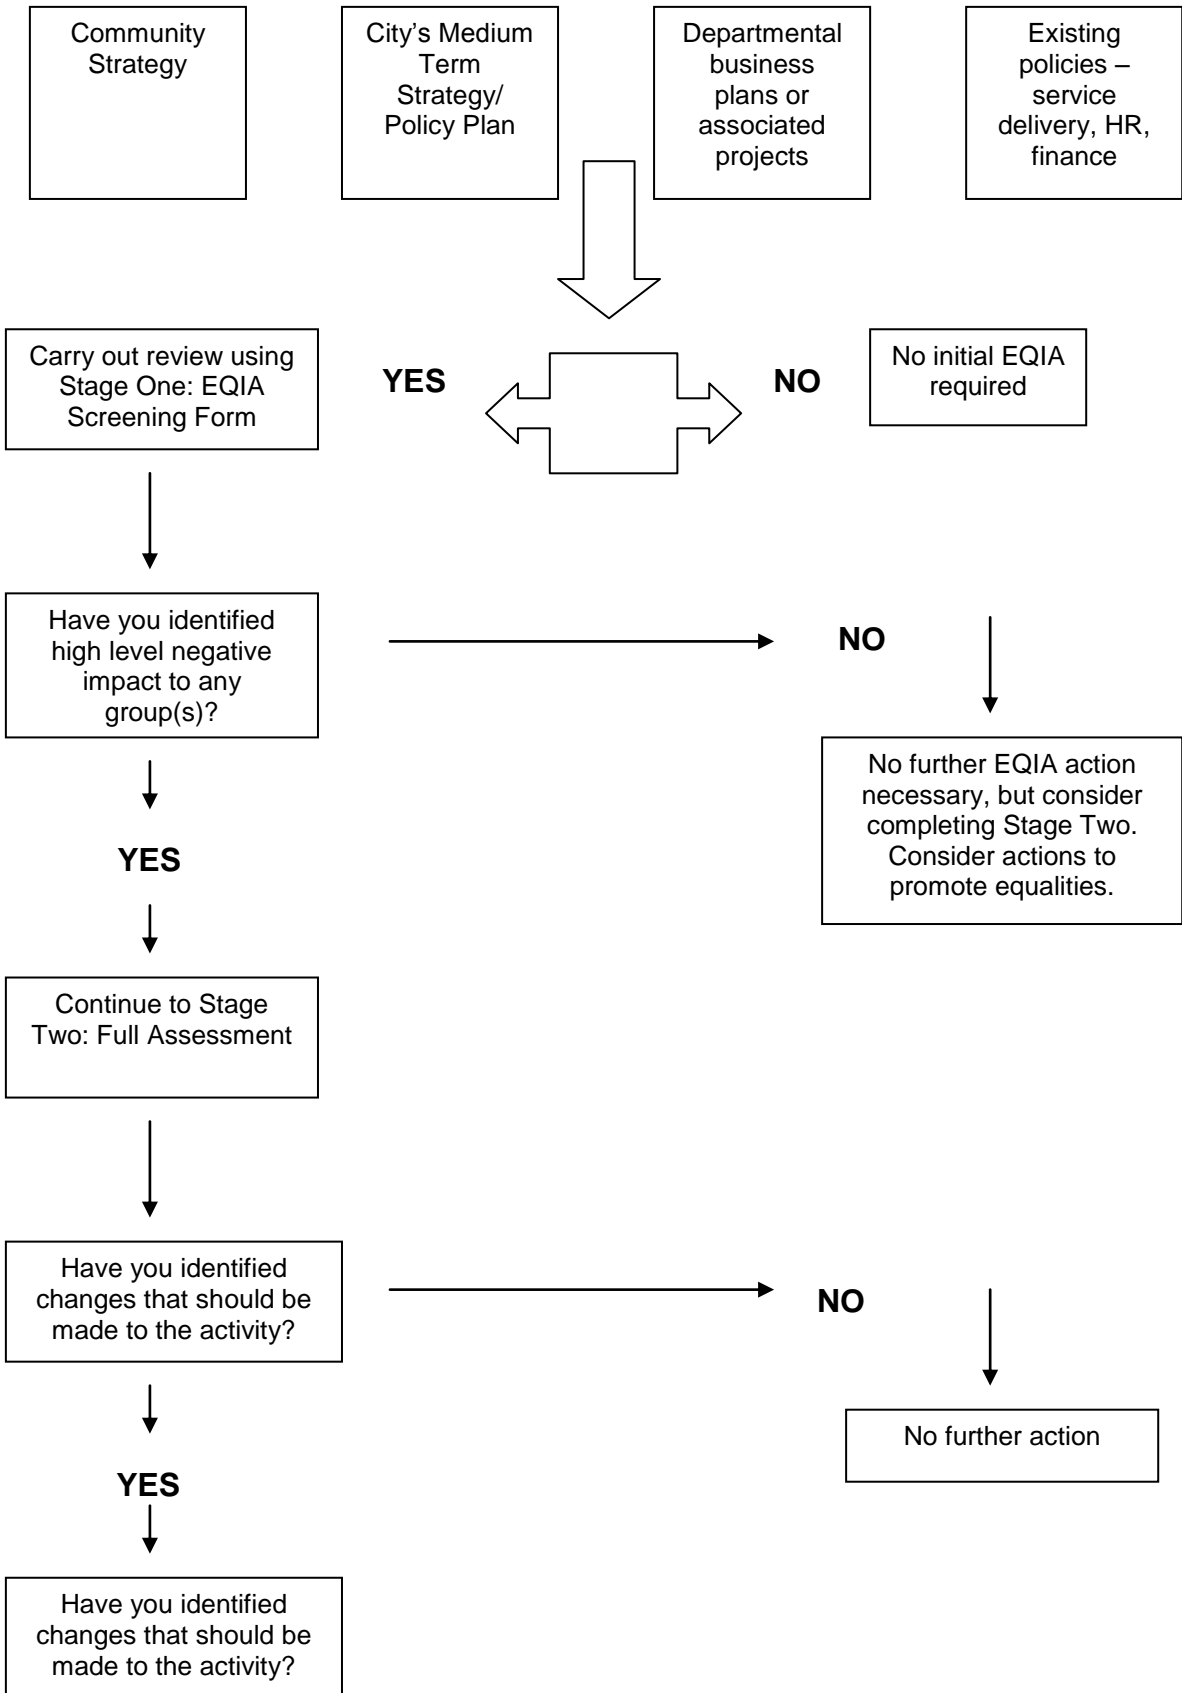 Community
Strategy
City's Medium
Term
Strategy/
Policy Plan
Departmental
business
plans or
associated
projects
Existing
policies –
service
delivery, HR,
finance
Carry out review using
Stage One: EQIA
Screening Form
YES
NO
No initial EQIA
required
Have you identified
high level negative
impact to any
group(s)?
NO
No further EQIA action
necessary, but consider
completing Stage Two.
Consider actions to
promote equalities.
YES
Continue to Stage
Two: Full Assessment
Have you identified
changes that should be
made to the activity?
NO
No further action
YES
Have you identified
changes that should be
made to the activity?